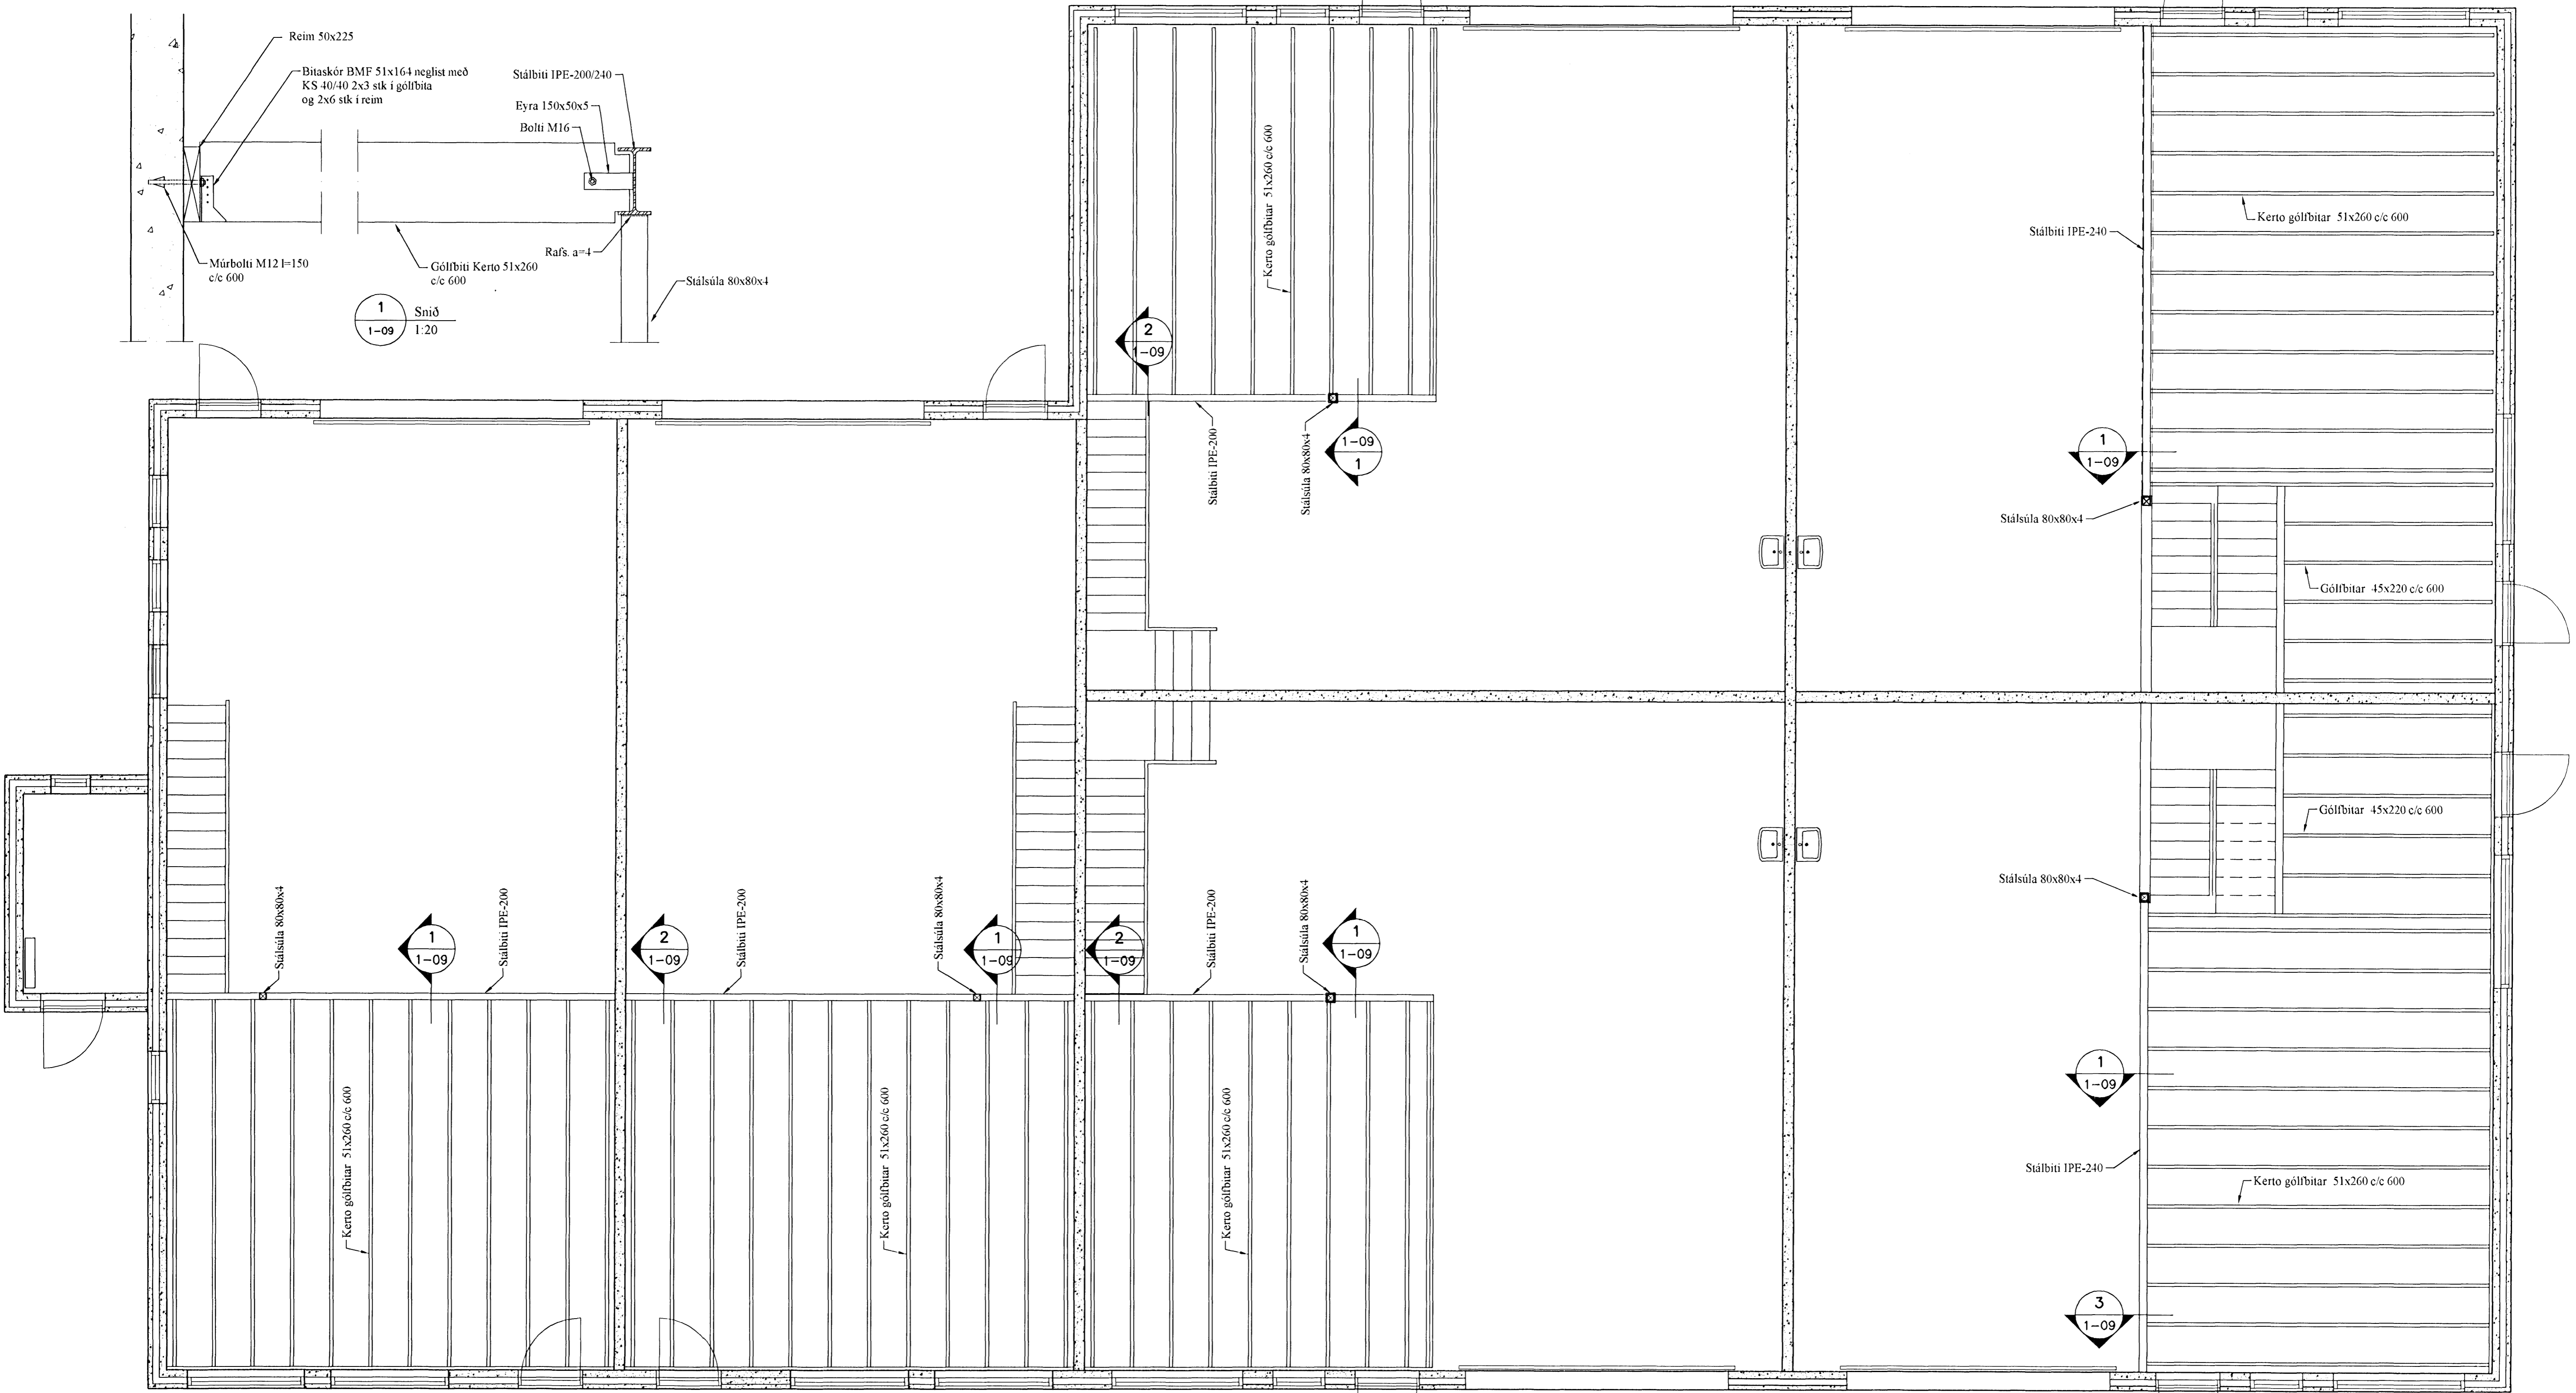 Reim 50x225
Bitaskór BMF 51x164 neglist með
KS 40/40 2x3 stk í gólfbita
og 2x6 stk í reim
Stálbiti IPE-200/240
Eyra 150x50x5
Bolti M16
Múrbolti M12 l=150
c/c 600
Gólfbiti Kerto 51x260
c/c 600
Rafs. a=4
Stálsúla 80x80x4
1
1-09
Snið
1:20
Kerto gólfbitar 51x260 c/c 600
2
1-09
Stálbiti IPE-200
Stálsúla 80x80x4
1-09
1
Stálbiti IPE-240
Kerto gólfbitar 51x260 c/c 600
1
1-09
Stálsúla 80x80x4
Gólfbitar 45x220 c/c 600
Gólfbitar 45x220 c/c 600
Stálsúla 80x80x4
Stálsúla 80x80x4
1
1-09
Stálbiti IPE-200
2
1-09
Stálbiti IPE-200
Stálsúla 80x80x4
1
1-09
2
1-09
Stálbiti IPE-200
Stálsúla 80x80x4
1
1-09
1
1-09
Kerto gólfbitar 51x260 c/c 600
Kerto gólfbitar 51x260 c/c 600
Kerto gólfbitar 51x260 c/c 600
Stálbiti IPE-240
Kerto gólfbitar 51x260 c/c 600
3
1-09